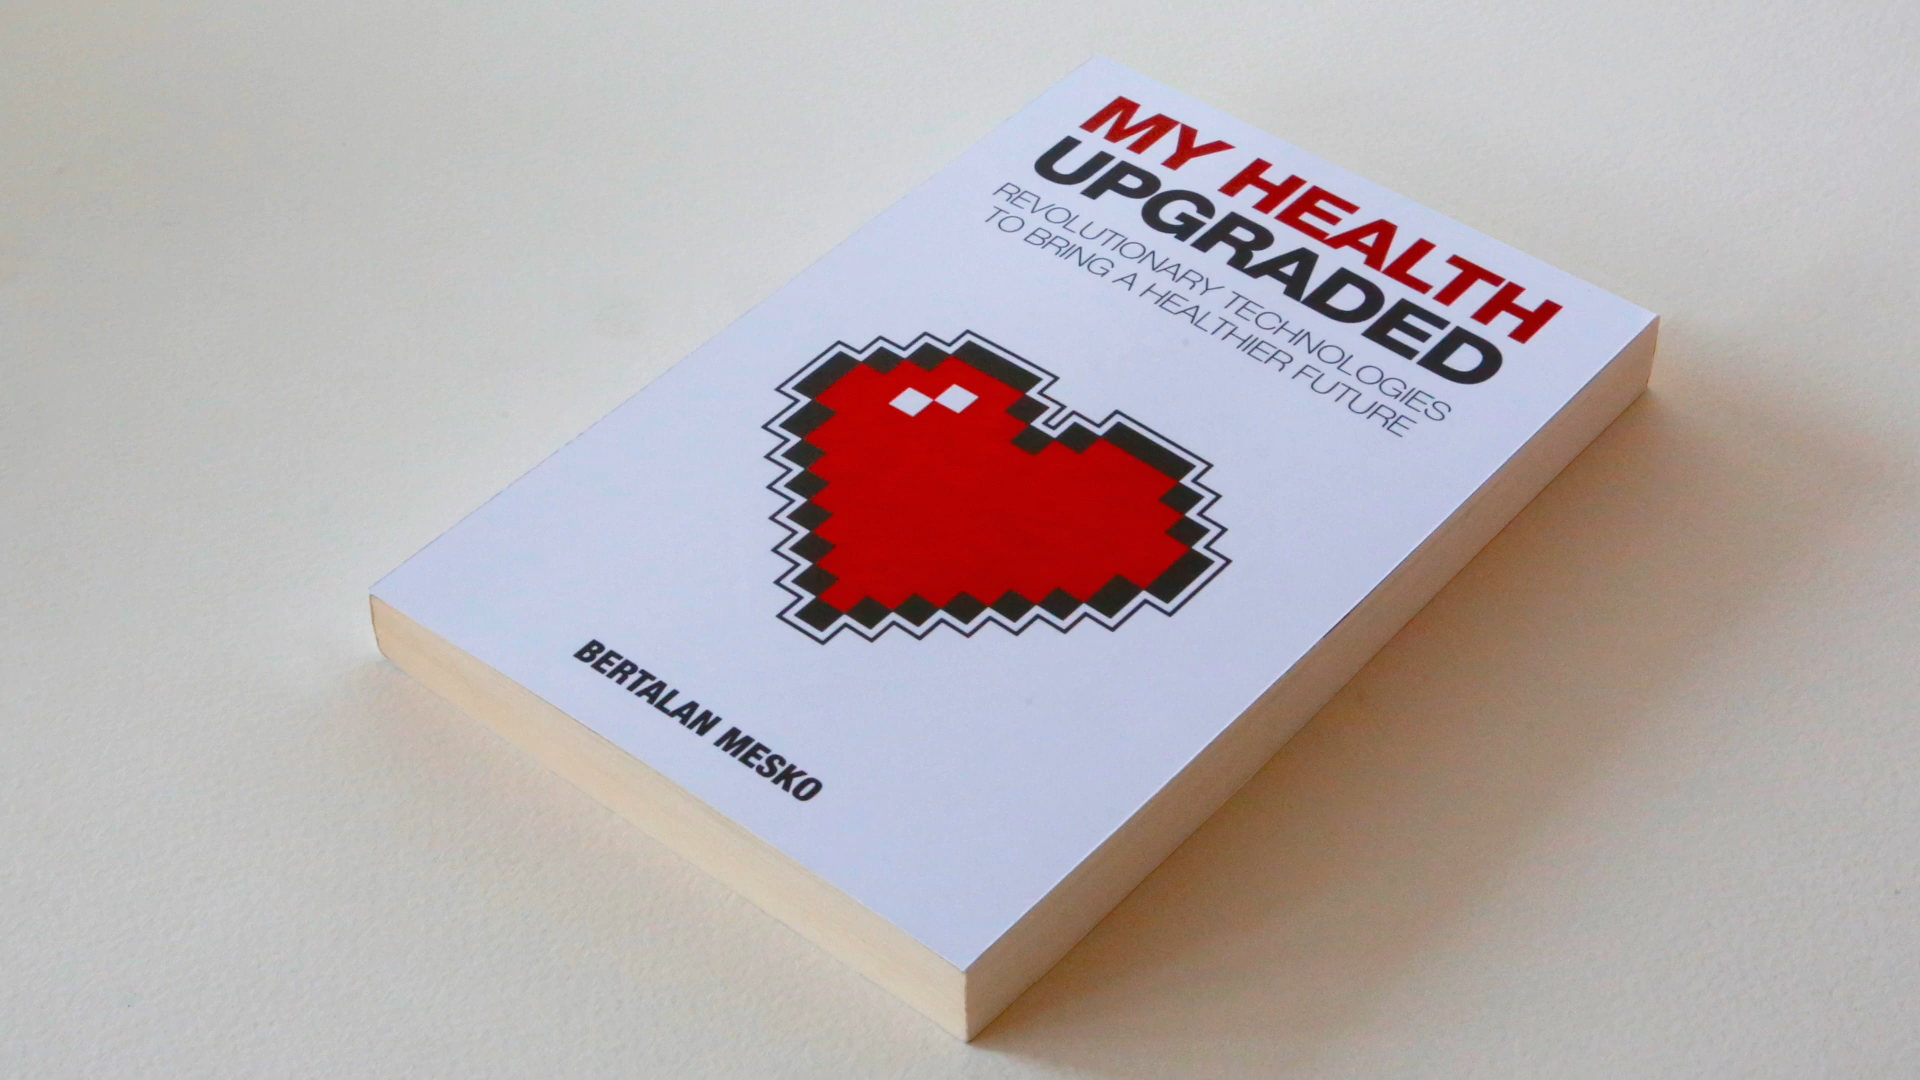 MY HEALTH
UPGRADED
REVOLUTIONARY TECHNOLOGIES
TO BRING A HEALTHIER FUTURE
BERTALAN MESKO